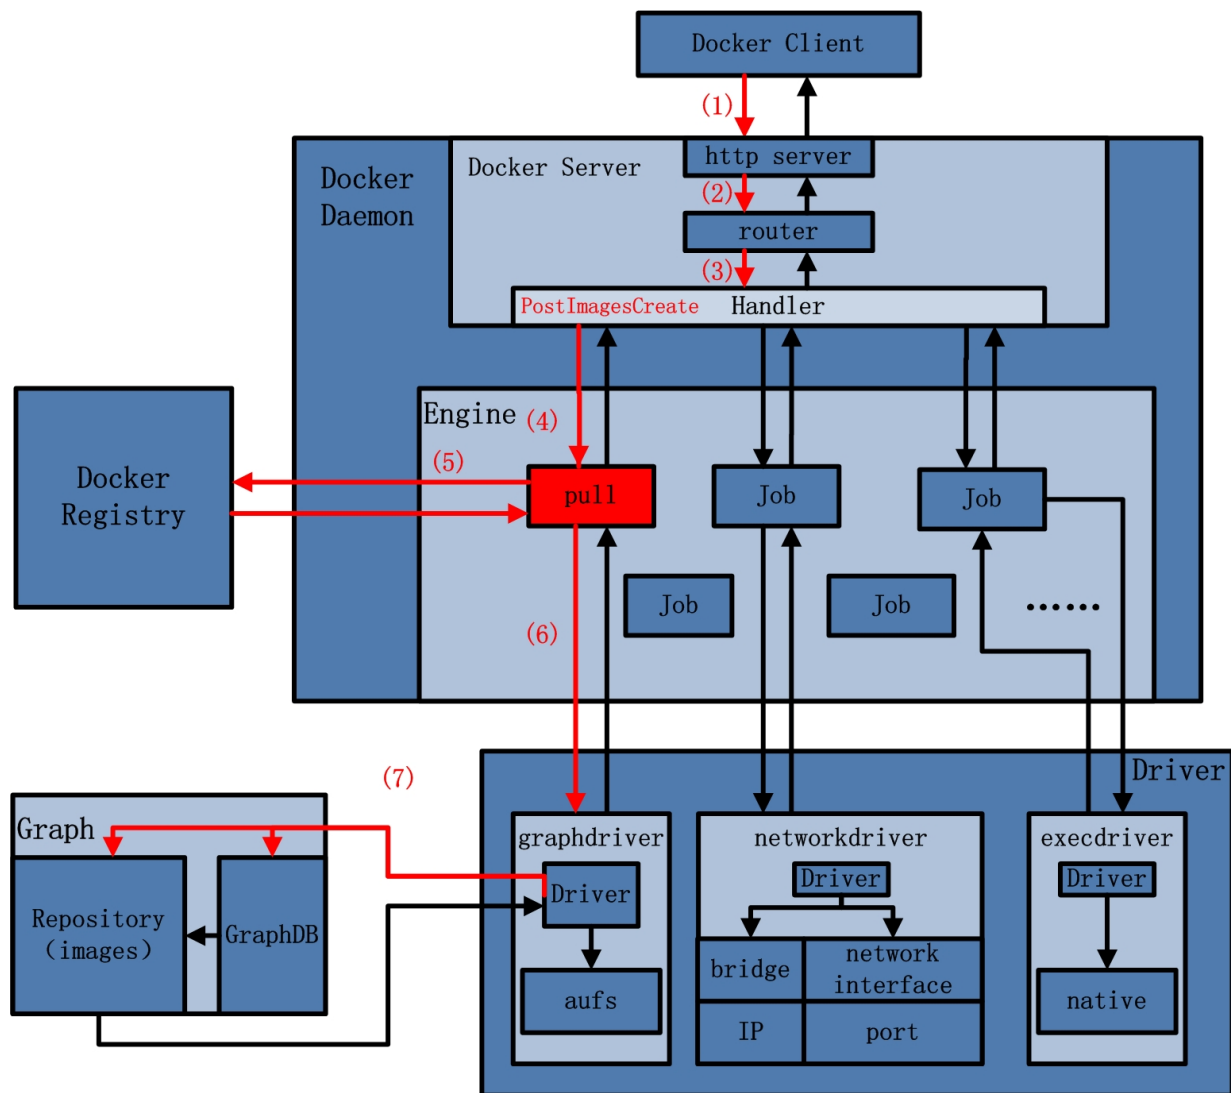 Docker Client
(1)
http server
Docker Server
Docker
Daemon
(2)
router
(3)
PostImagesCreate
Handler
Engine
(4)
(5)
Docker
Registry
pull
Job
Job
Job
Job
......
(6)
(7)
Driver
Graph
graphdriver
networkdriver
execdriver
Driver
Driver
Driver
Repository
(images)
GraphDB
bridge
network
interface
aufs
native
IP
port